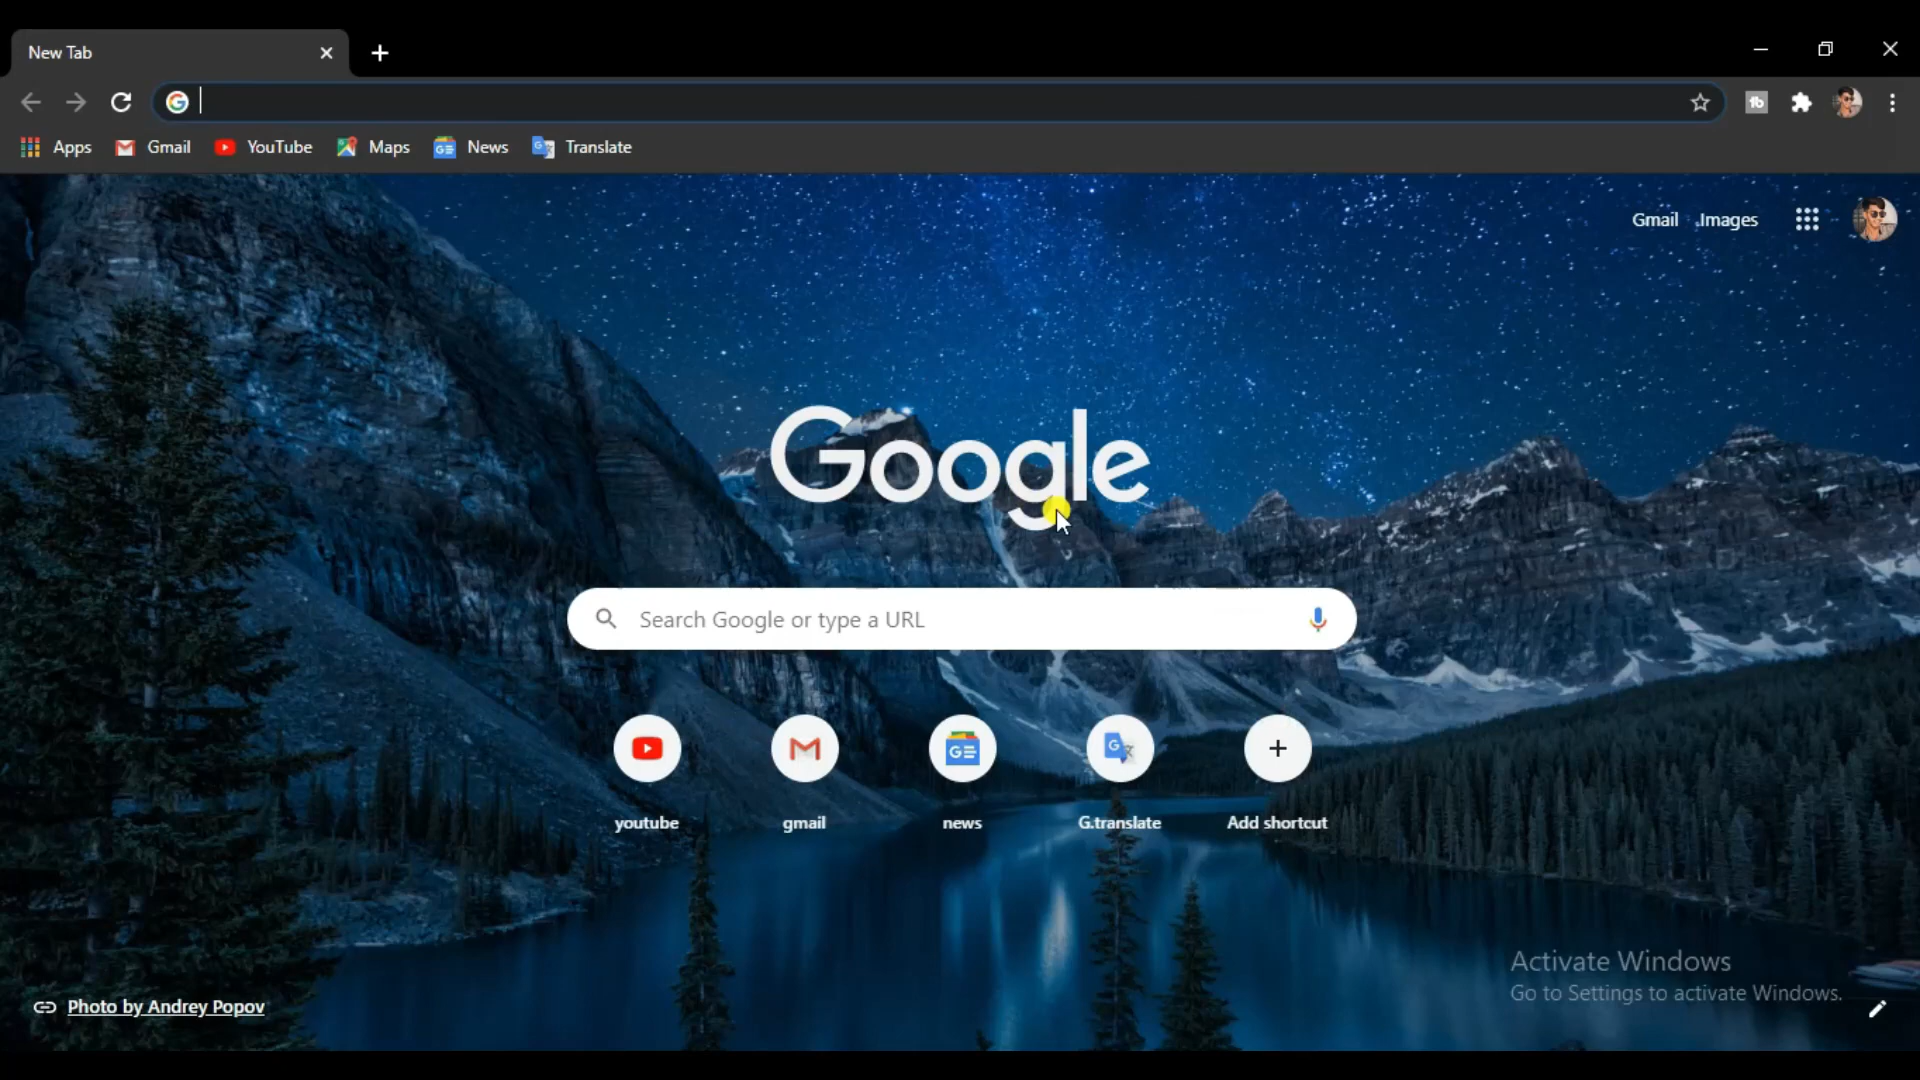 New Tab
Apps Gmail YouTube Maps News Translate
Gmail Images
Google
Search Google or type a URL
youtube gmail news G.translate Add shortcut
Activate Windows
Go to Settings to activate Windows.
Photo by Andrey Popov